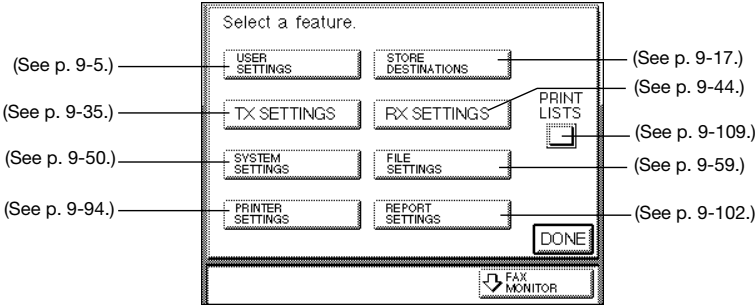 Select a feature.
(See p. 9-5.)
USER
SETTINGS
STORE
DESTINATIONS
(See p. 9-17.)
(See p. 9-35.)
TX SETTINGS
RX SETTINGS
(See p. 9-44.)
PRINT
LISTS
(See p. 9-109.)
(See p. 9-50.)
SYSTEM
SETTINGS
FILE
SETTINGS
(See p. 9-59.)
(See p. 9-94.)
PRINTER
SETTINGS
REPORT
SETTINGS
(See p. 9-102.)
DONE
FAX
MONITOR